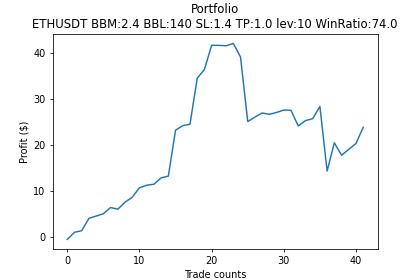 Portfolio
ETHUSDT BBM:2.4 BBL:140 SL:1.4 TP:1.0 lev:10 WinRatio:74.0
40
30
20
10
0
Profit ($)
0
10
20
30
40
Trade counts